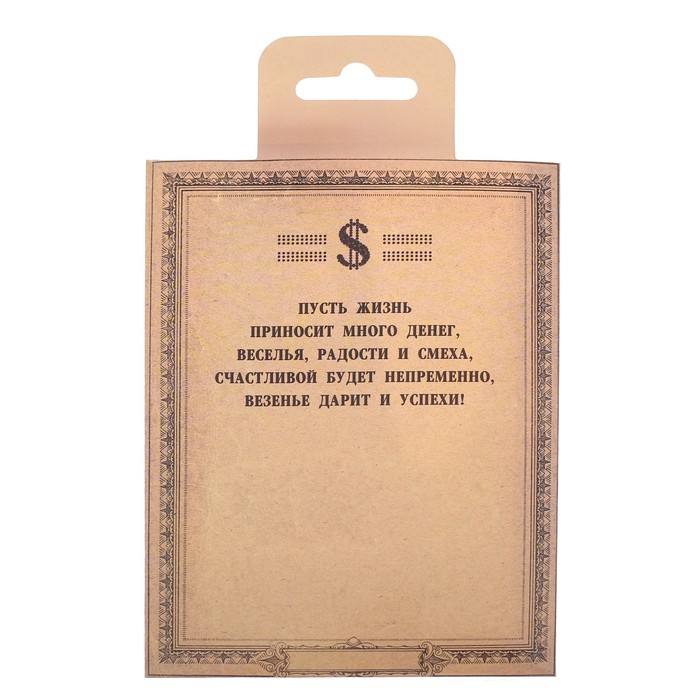 $
ПУСТЬ ЖИЗНЬ
ПРИНОСИТ МНОГО ДЕНЕГ,
ВЕСЕЛЬЯ, РАДОСТИ И СМЕХА,
СЧАСТЛИВОЙ БУДЕТ НЕПРЕМЕННО,
ВЕЗЕНЬЕ ДАРИТ И УСПЕХИ!